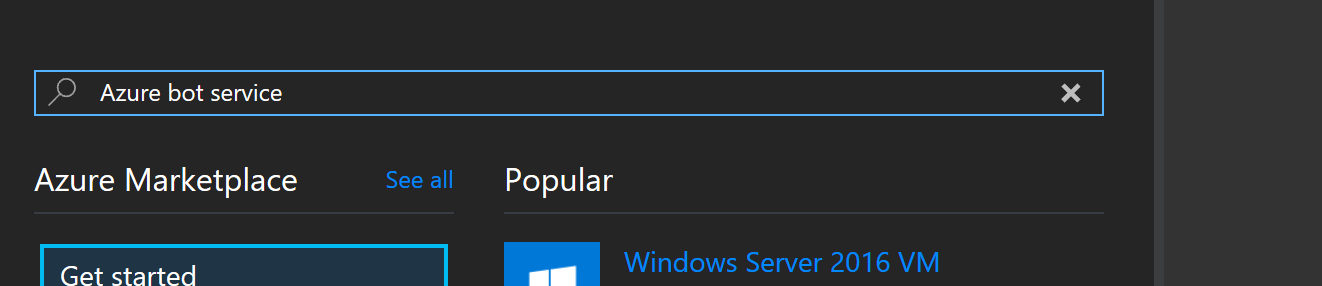 Azure bot service
Azure Marketplace
See all
Popular
Get started
Windows Server 2016 VM